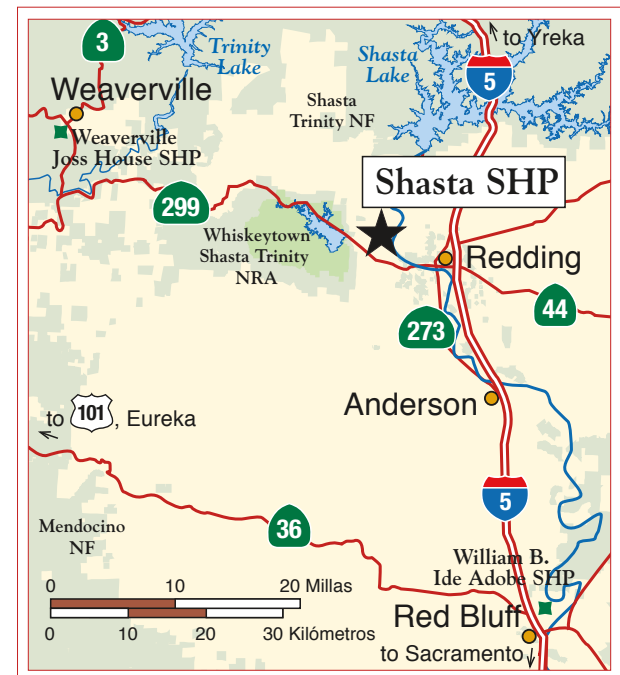 3
Trinity
Lake
Shasta
Lake
to Yreka
5
Weaverville
Shasta
Trinity NF
Weaverville
Joss House SHP
Shasta SHP
299
Whiskeytown
Shasta Trinity
NRA
Redding
44
273
Anderson
to 101, Eureka
5
36
Mendocino
NF
William B.
Ide Adobe SHP
0 10 20 Millas
0 10 20 30 Kilómetros
Red Bluff
to Sacramento